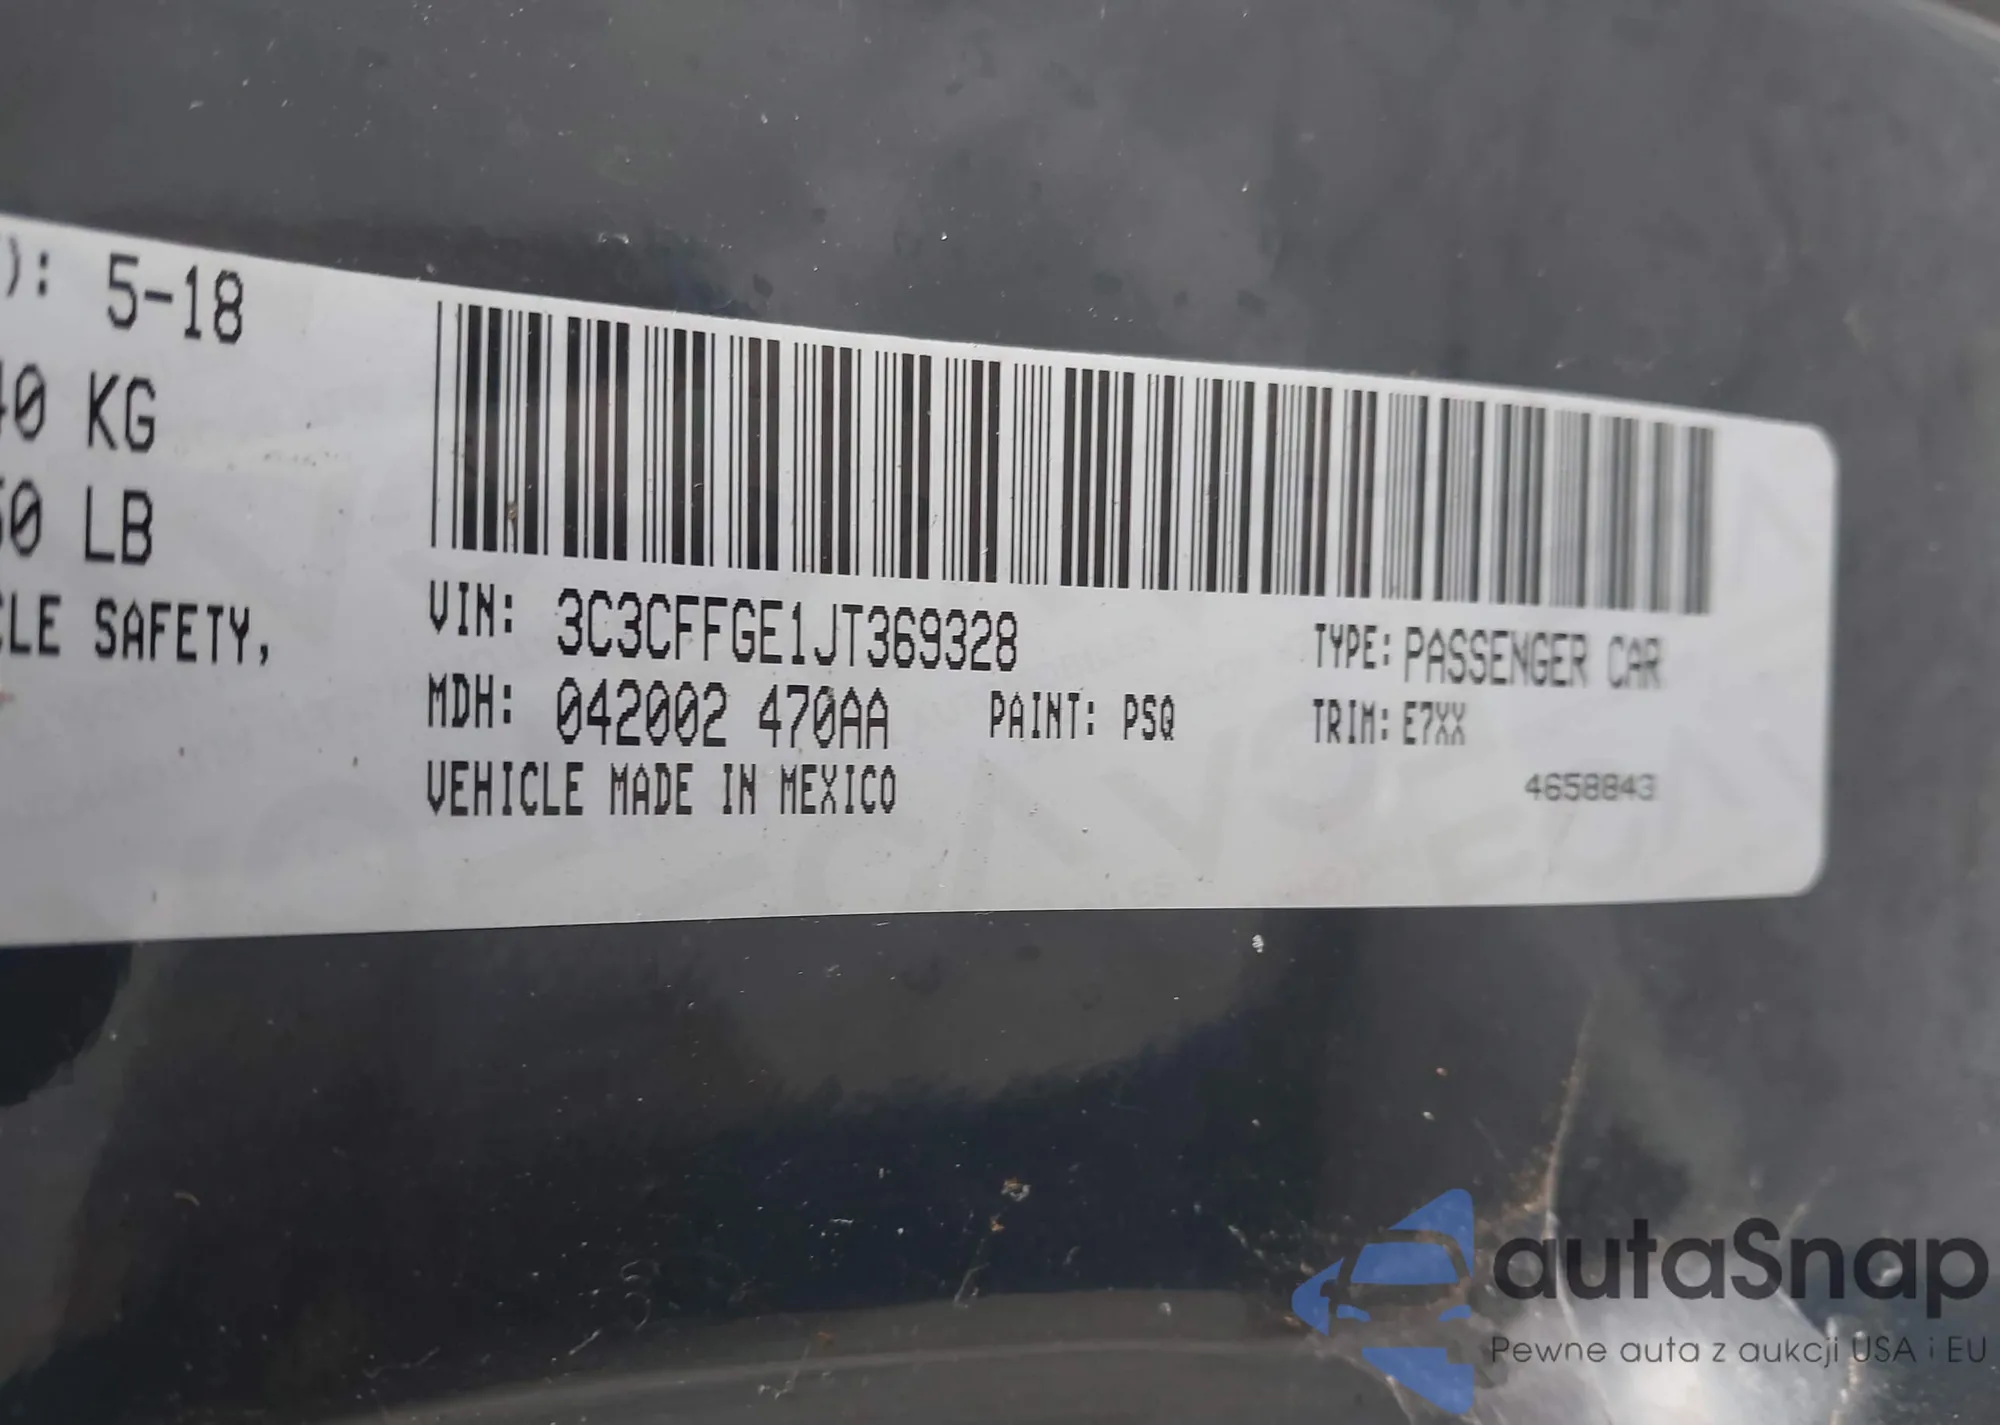 ): 5-18
40 KG
50 LB
CLE SAFETY,
VIN: 3C3CFFGE1JT369328
TYPE: PASSENGER CAR
MDH: 042002 470AA
PAINT: PSQ
TRIM: E7XX
VEHICLE MADE IN MEXICO
4658843
autaSnap
Pewne auta z aukcji USA i EU